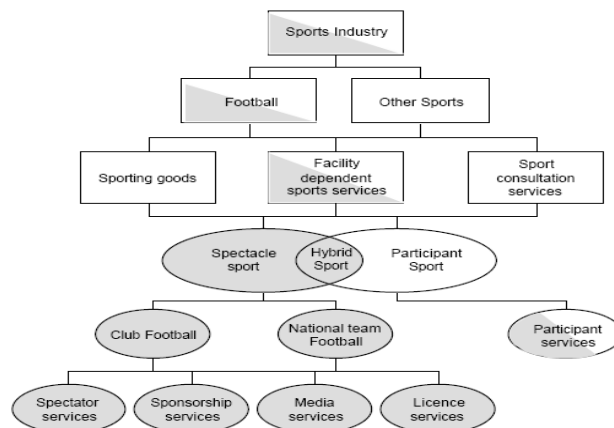 Sports Industry
Football
Other Sports
Sporting goods
Facility
dependent
sports services
Sport
consultation
services
Spectacle
sport
Hybrid
Sport
Participant
Sport
Club Football
National team
Football
Participant
services
Spectator
services
Sponsorship
services
Media
services
Licence
services